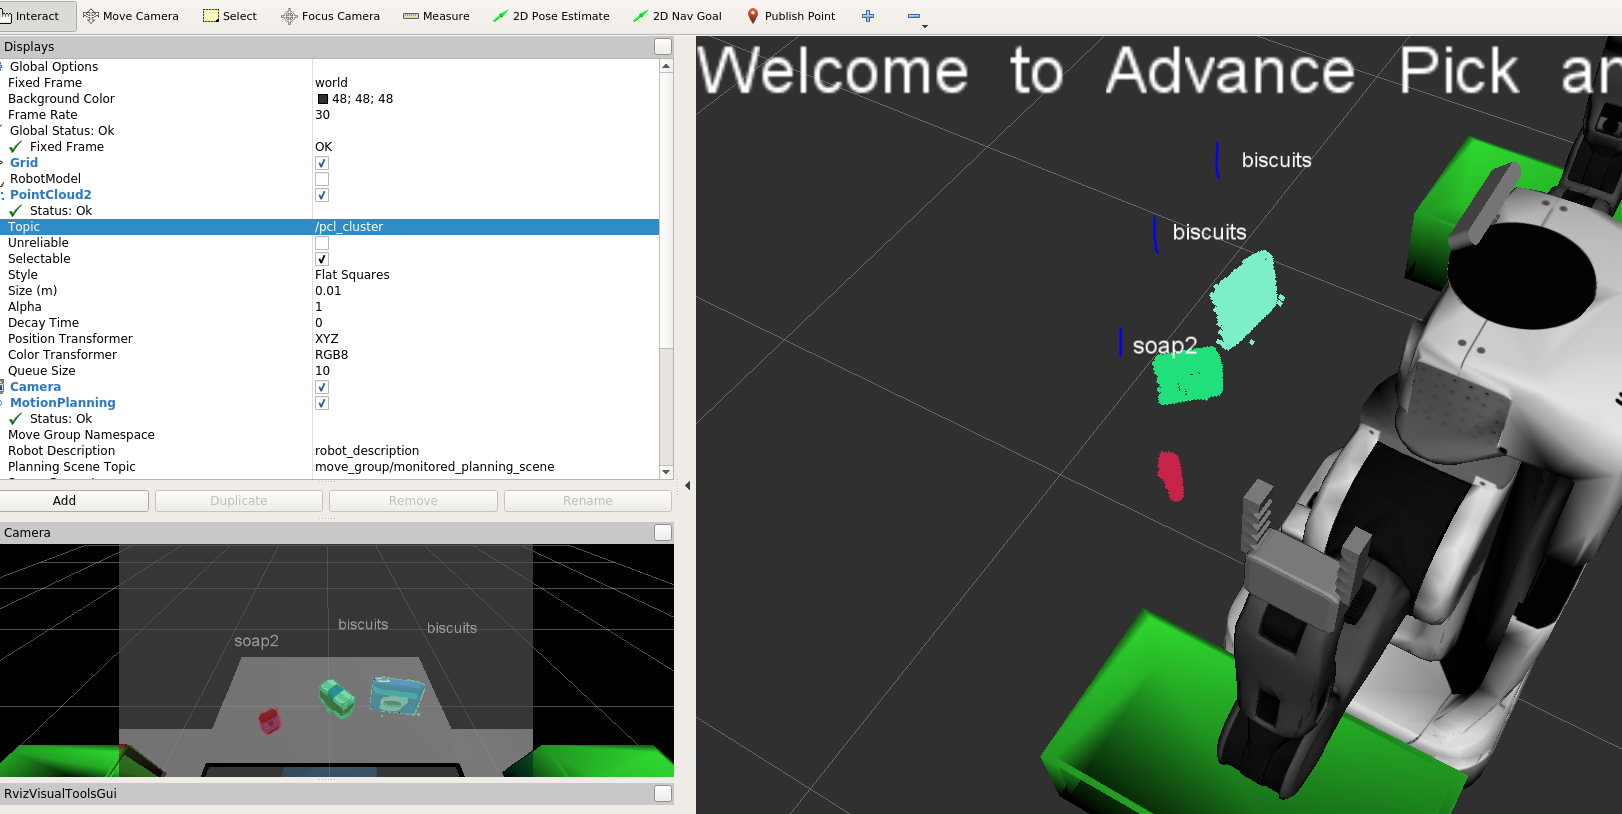 Interact Move Camera Select Focus Camera Measure 2D Pose Estimate 2D Nav Goal Publish Point
Displays
Global Options
Fixed Frame world
Background Color 48; 48; 48
Frame Rate 30
Global Status: Ok
Fixed Frame OK
Grid
RobotModel
PointCloud2
Status: Ok
Topic /pcl_cluster
Unreliable
Selectable
Style Flat Squares
Size (m) 0.01
Alpha 1
Decay Time 0
Position Transformer XYZ
Color Transformer RGB8
Queue Size 10
Camera
MotionPlanning
Status: Ok
Move Group Namespace
Robot Description robot_description
Planning Scene Topic move_group/monitored_planning_scene
Add Duplicate Remove Rename
Camera
soap2 biscuits biscuits
RvizVisualToolsGui
Welcome to Advance Pick an
biscuits
biscuits
soap2